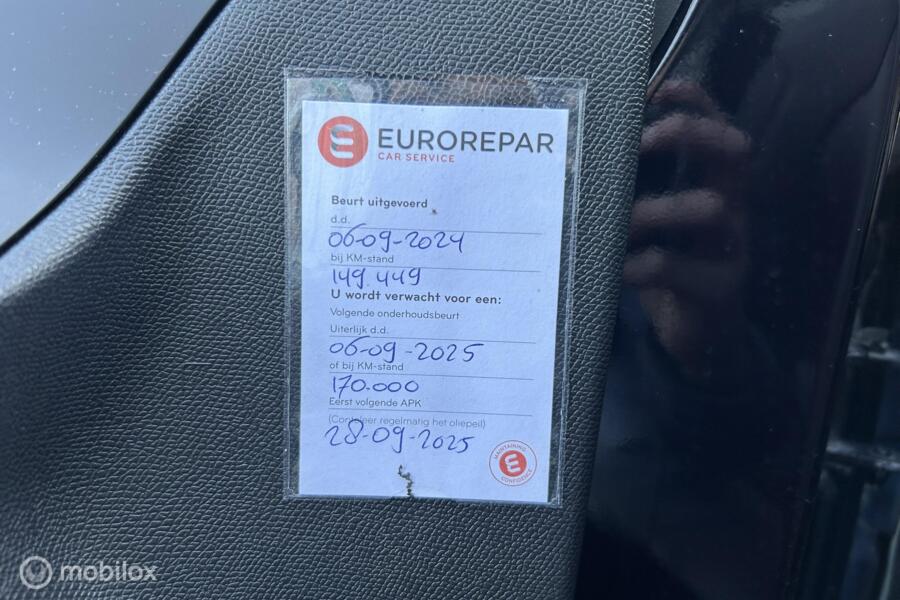 EUROREPAR
CAR SERVICE
Beurt uitgevoerd
d.d.
06-09-2024
bij KM-stand
149.449
U wordt verwacht voor een:
Volgende onderhoudsbeurt
Uiterlijk d.d.
06-09-2025
of bij KM-stand
170.000
Eerst volgende APK
(Controleer regelmatig het oliepeil)
28-09-2025
MAINTAINING
CONFIDENCE
mobilox